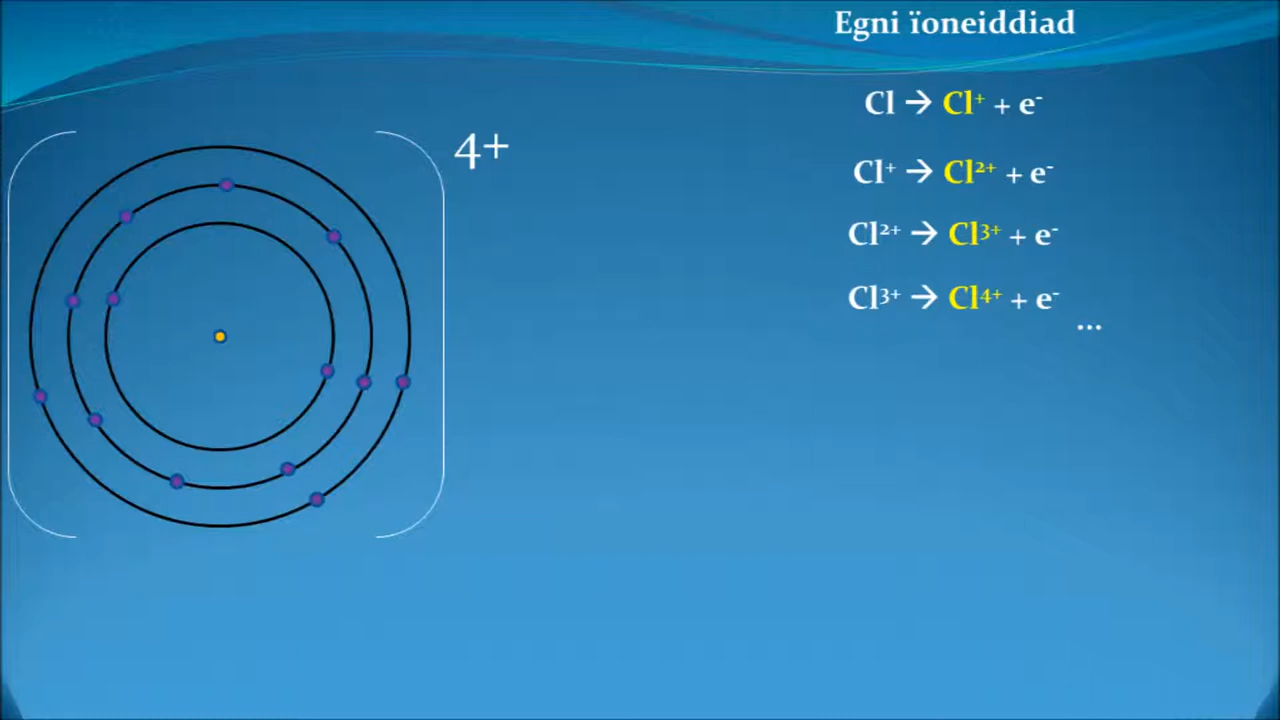 Egni ïoneiddiad
Cl → Cl⁺ + e⁻
4+
Cl⁺ → Cl²⁺ + e⁻
Cl²⁺ → Cl³⁺ + e⁻
Cl³⁺ → Cl⁴⁺ + e⁻
...